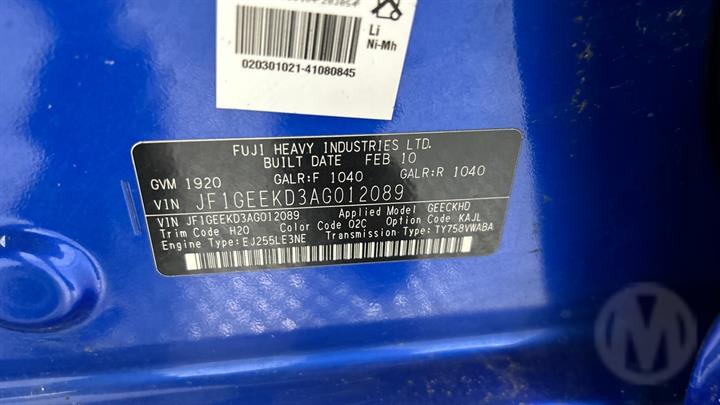 Li
Ni-Mh
020301021-41080845
FUJI HEAVY INDUSTRIES LTD.
BUILT DATE FEB 10
GVM 1920 GALR:F 1040 GALR:R 1040
VIN JF1GEEKD3AG012089
VIN JF1GEEKD3AG012089 Applied Model GEECKHD
Trim Code H20 Color Code 02C Option Code KAJL
Engine Type:EJ255LE3NE Transmission Type:TY758VWABA
M